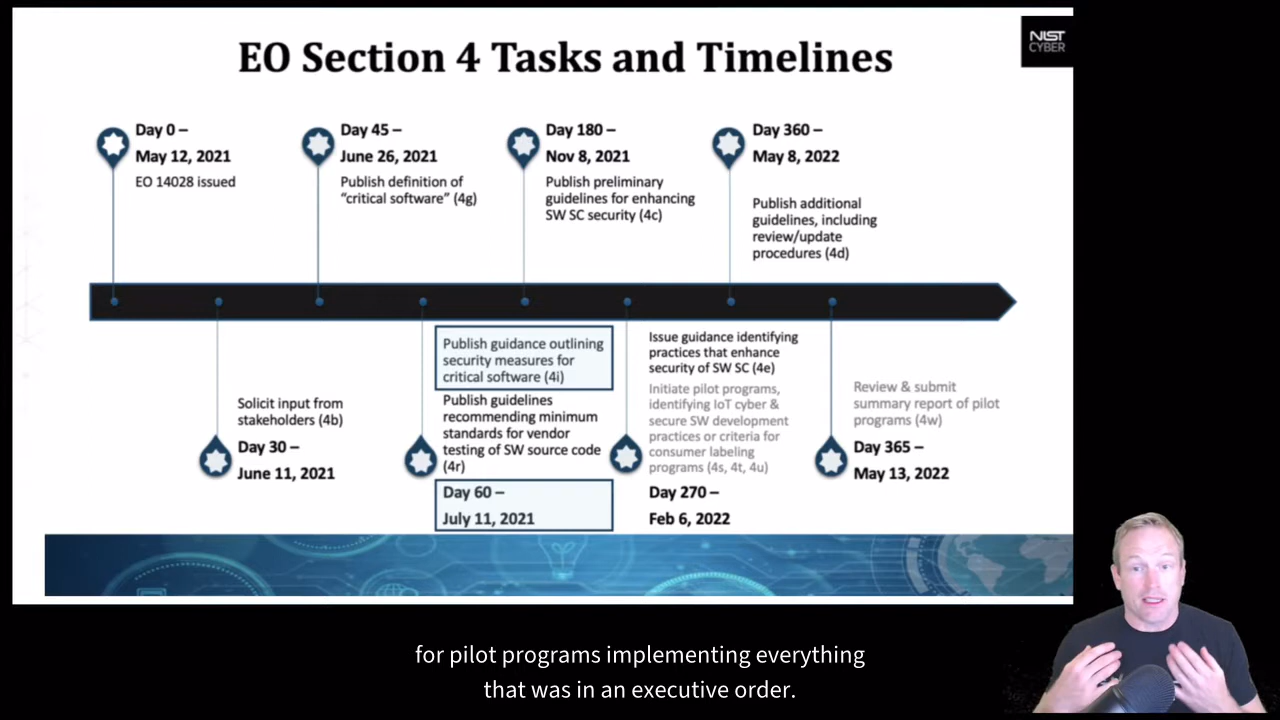 EO Section 4 Tasks and Timelines
NIST
CYBER
Day 0 –
May 12, 2021
EO 14028 issued
Day 45 –
June 26, 2021
Publish definition of
“critical software” (4g)
Day 180 –
Nov 8, 2021
Publish preliminary
guidelines for enhancing
SW SC security (4c)
Day 360 –
May 8, 2022
Publish additional
guidelines, including
review/update
procedures (4d)
Solicit input from
stakeholders (4b)
Day 30 –
June 11, 2021
Publish guidance outlining
security measures for
critical software (4i)
Publish guidelines
recommending minimum
standards for vendor
testing of SW source code
(4r)
Day 60 –
July 11, 2021
Issue guidance identifying
practices that enhance
security of SW SC (4e)
Initiate pilot programs,
identifying IoT cyber &
secure SW development
practices or criteria for
consumer labeling
programs (4s, 4t, 4u)
Day 270 –
Feb 6, 2022
Review & submit
summary report of pilot
programs (4w)
Day 365 –
May 13, 2022
for pilot programs implementing everything
that was in an executive order.